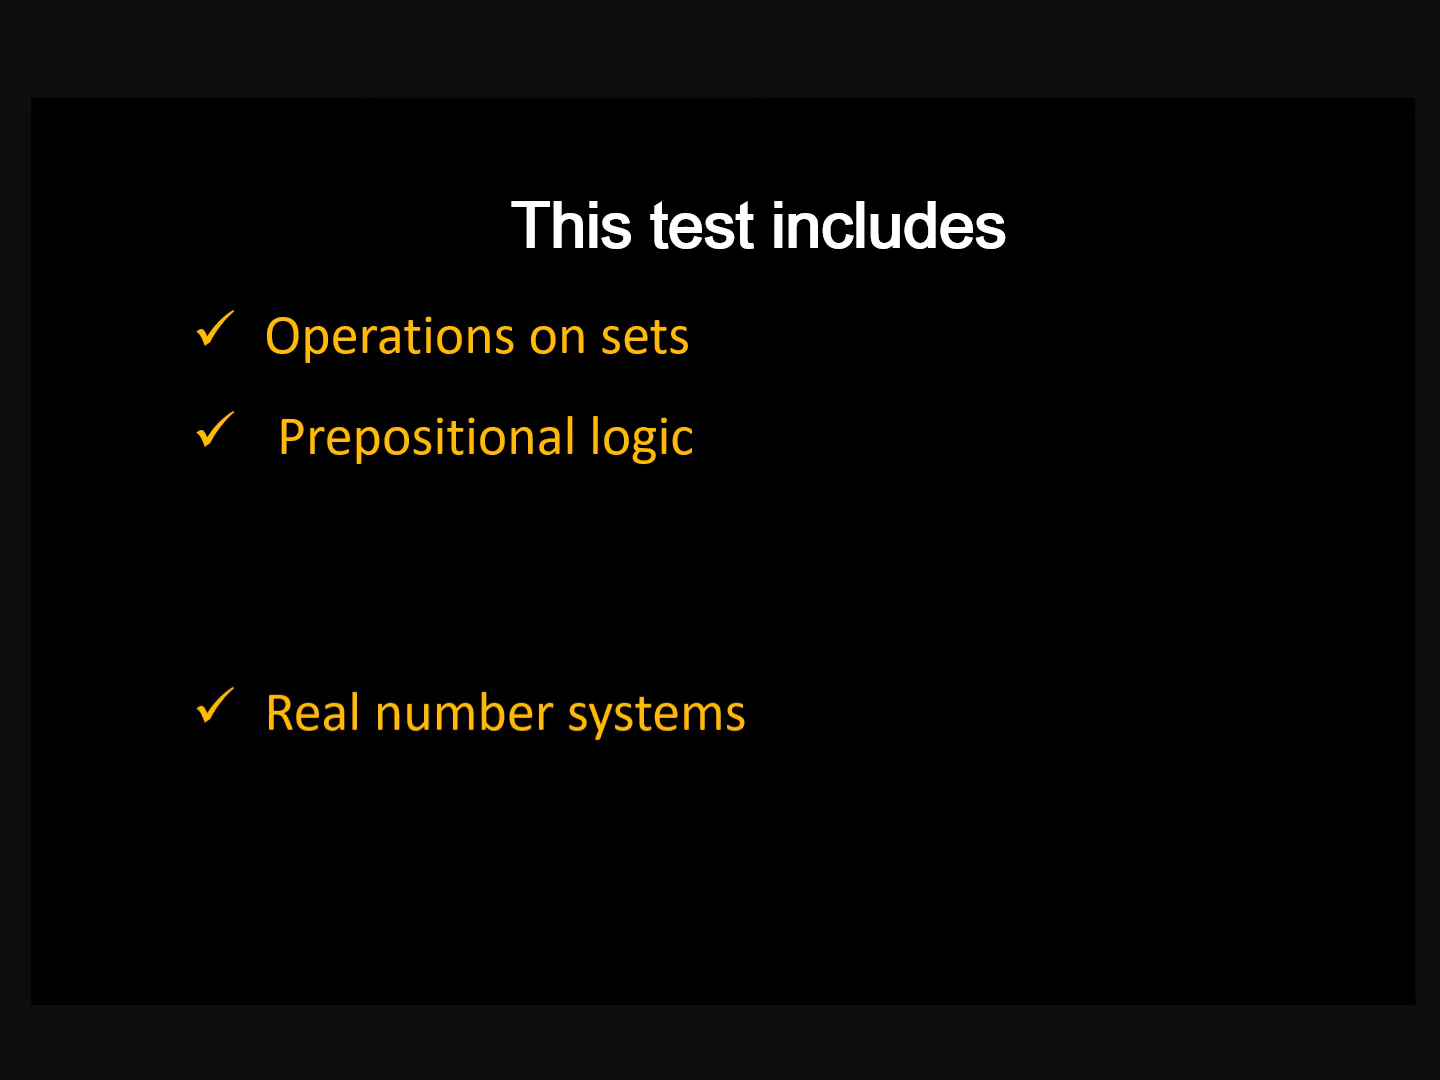 This test includes
✓ Operations on sets
✓ Prepositional logic
✓ Real number systems